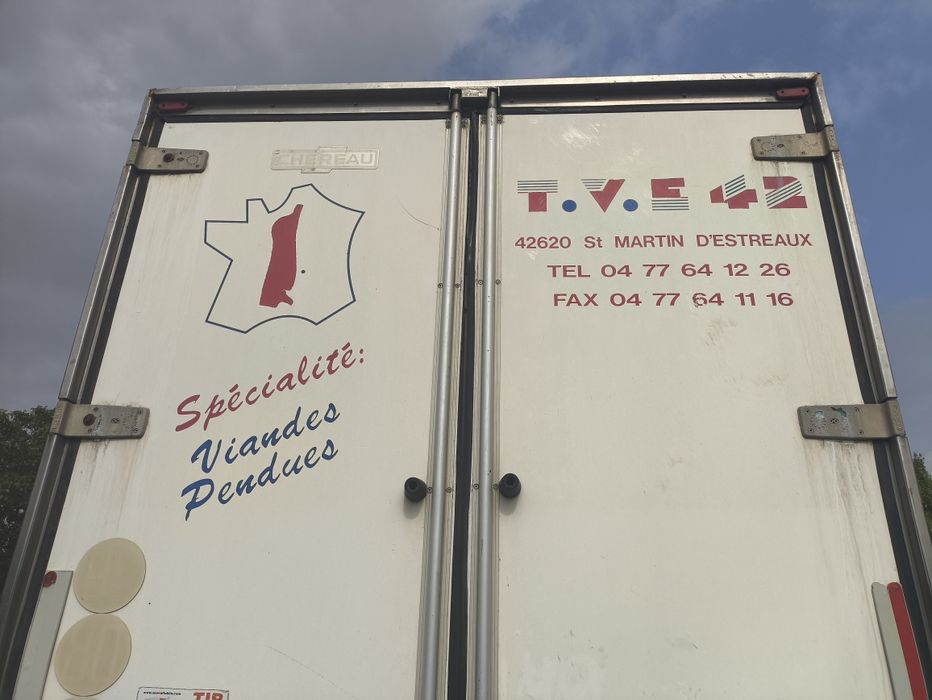 CHEREAU
Spécialité:
Viandes
Pendues
T.V.E 42
42620 St MARTIN D'ESTREAUX
TEL 04 77 64 12 26
FAX 04 77 64 11 16
TIR